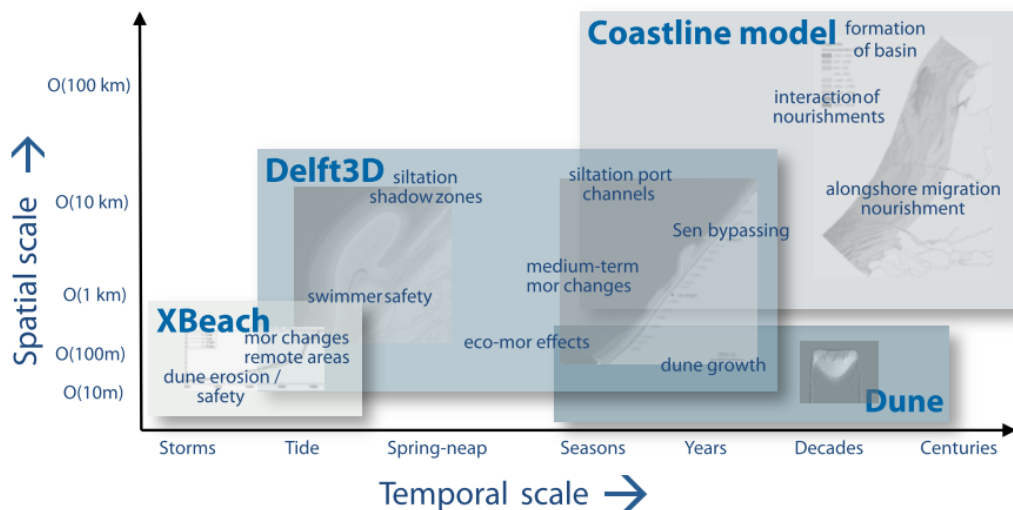 Coastline model
formation
of basin
O(100 km)
interaction of
nourishments
Delft3D
siltation
shadow zones
siltation port
channels
alongshore migration
nourishment
O(10 km)
Sen bypassing
medium-term
mor changes
swimmer safety
O(1 km)
XBeach
mor changes
remote areas
eco-mor effects
O(100m)
dune erosion /
safety
dune growth
O(10m)
Dune
Spatial scale
Storms
Tide
Spring-neap
Seasons
Years
Decades
Centuries
Temporal scale